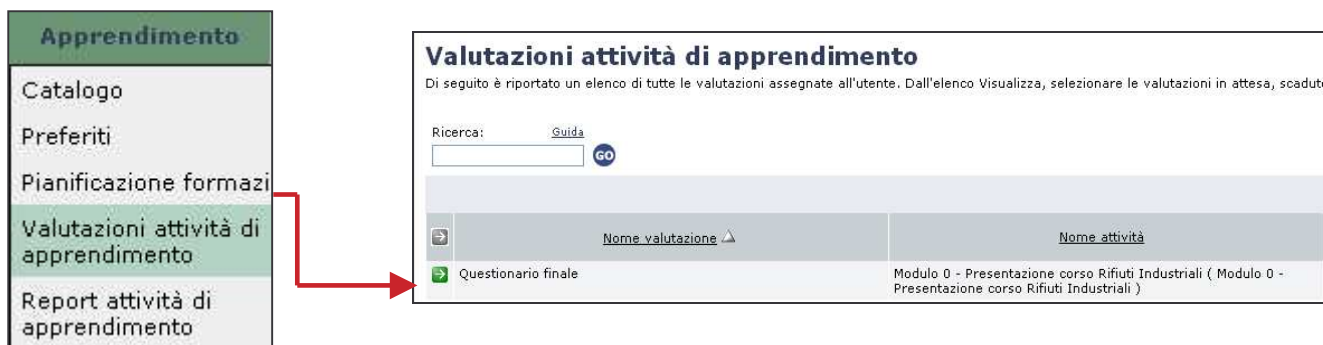 Apprendimento
Catalogo
Preferiti
Pianificazione formazi
Valutazioni attività di
apprendimento
Report attività di
apprendimento
Valutazioni attività di apprendimento
Di seguito è riportato un elenco di tutte le valutazioni assegnate all'utente. Dall'elenco Visualizza, selezionare le valutazioni in attesa, scadute
Ricerca: Guida
GO
Nome valutazione Nome attività
Questionario finale Modulo 0 - Presentazione corso Rifiuti Industriali ( Modulo 0 -
Presentazione corso Rifiuti Industriali )